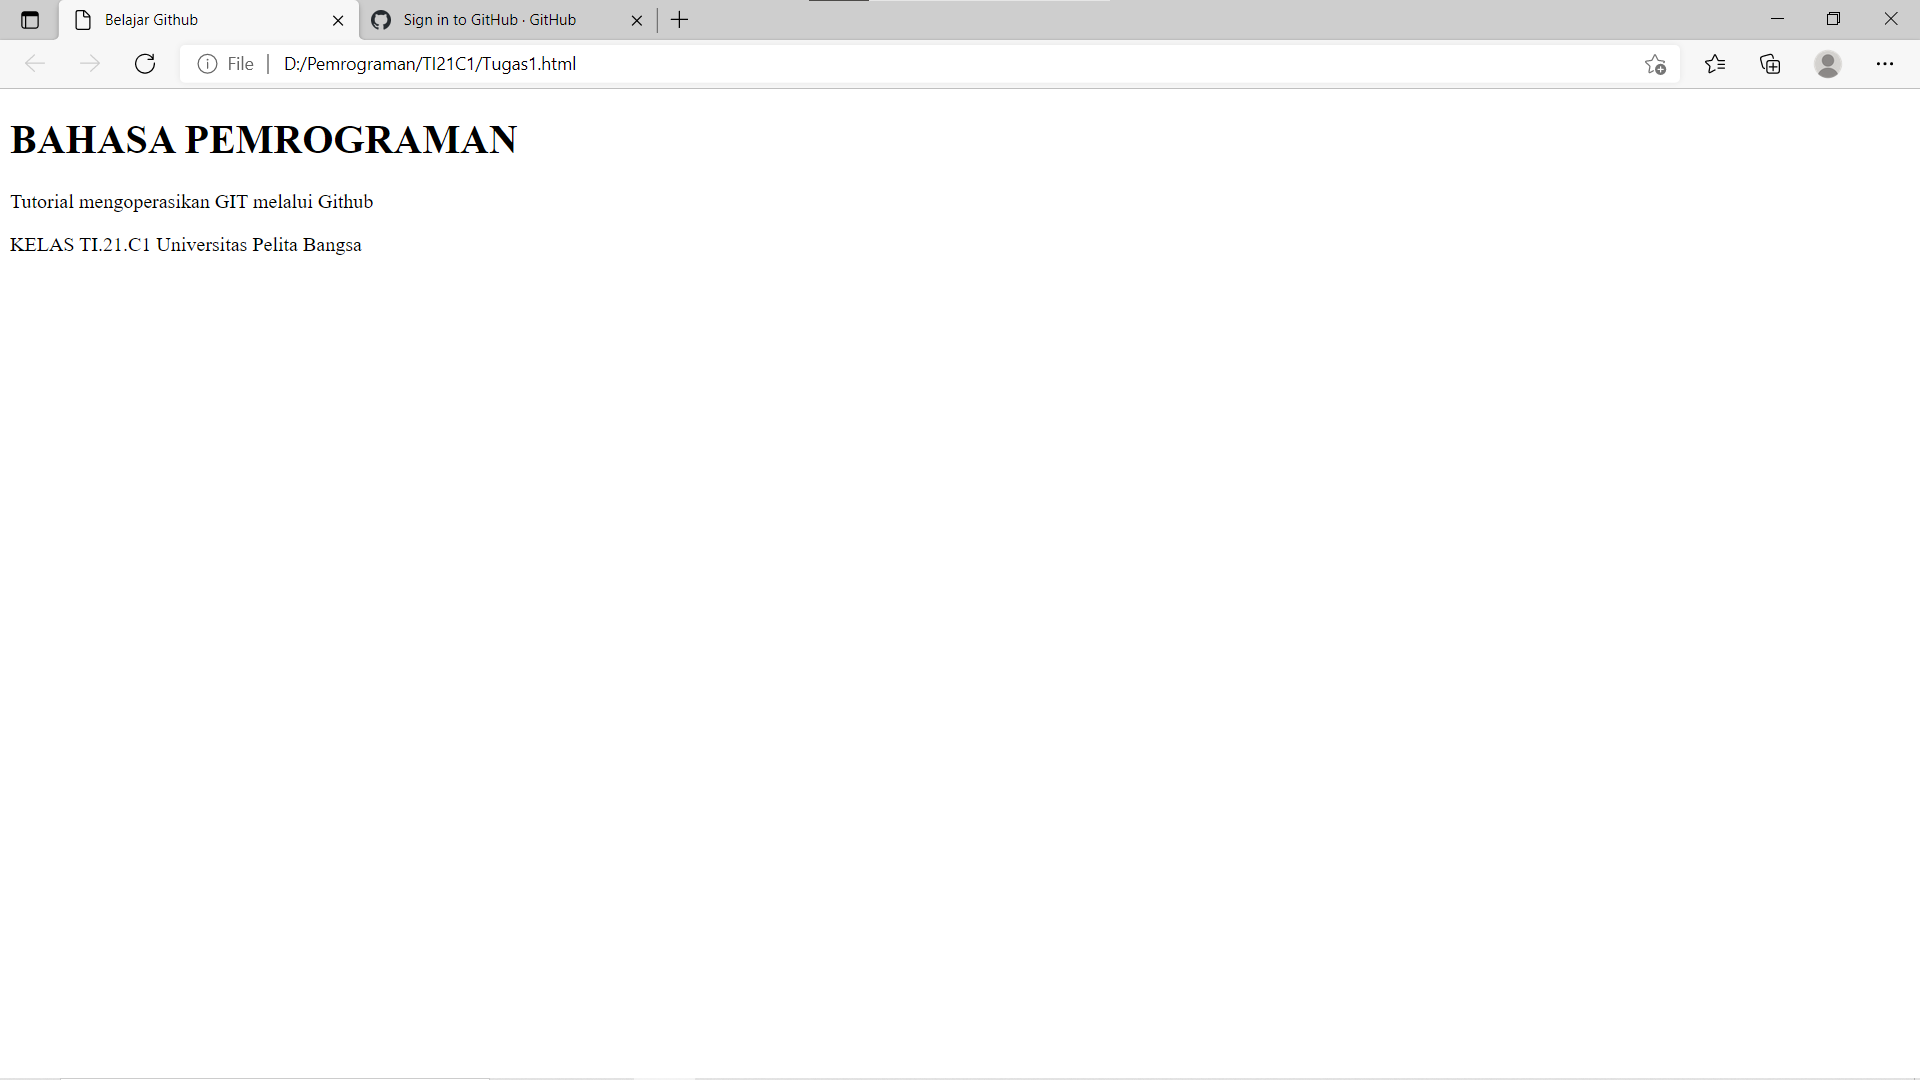 Belajar Github
Sign in to GitHub · GitHub
File
D:/Pemrograman/TI21C1/Tugas1.html
BAHASA PEMROGRAMAN
Tutorial mengoperasikan GIT melalui Github
KELAS TI.21.C1 Universitas Pelita Bangsa